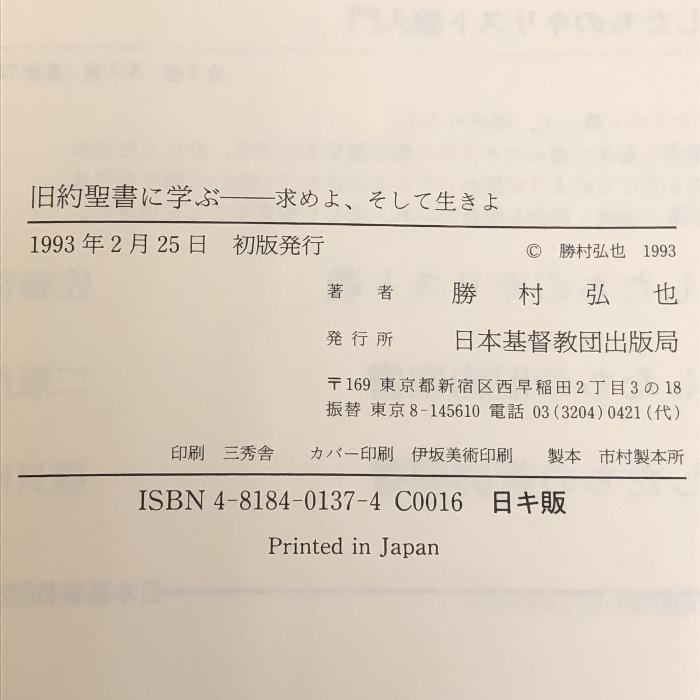 旧約聖書に学ぶ――求めよ、そして生きよ
1993年2月25日 初版発行
© 勝村弘也 1993
著者 勝村弘也
発行所 日本基督教団出版局
〒169 東京都新宿区西早稲田2丁目3の18
振替 東京8-145610 電話 03(3204)0421(代)
印刷 三秀舎 カバー印刷 伊坂美術印刷 製本 市村製本所
ISBN 4-8184-0137-4 C0016 日キ販
Printed in Japan